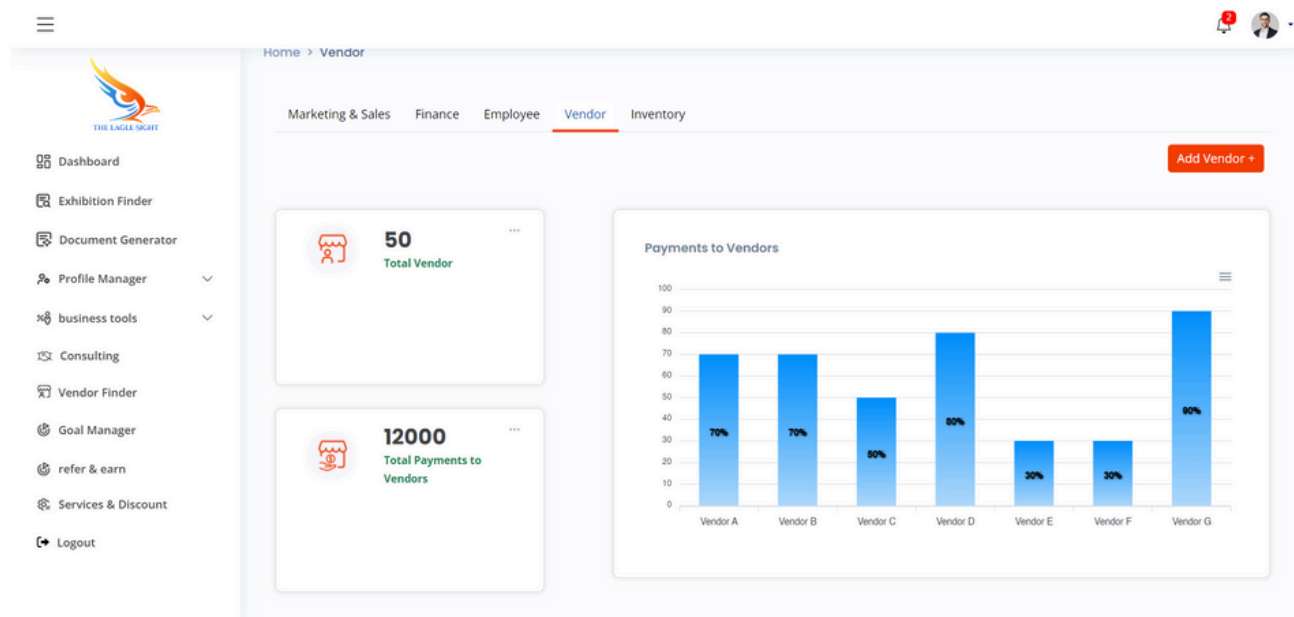 2
Home > Vendor
THE EAGLE SIGHT
Marketing & Sales Finance Employee Vendor Inventory
Add Vendor +
Dashboard
Exhibition Finder
Document Generator
Profile Manager
business tools
Consulting
Vendor Finder
Goal Manager
refer & earn
Services & Discount
Logout
50
Total Vendor
12000
Total Payments to
Vendors
Payments to Vendors
100
90
80
70
60
50
40
30
20
10
0
70% 70% 50% 80% 30% 30% 90%
Vendor A Vendor B Vendor C Vendor D Vendor E Vendor F Vendor G